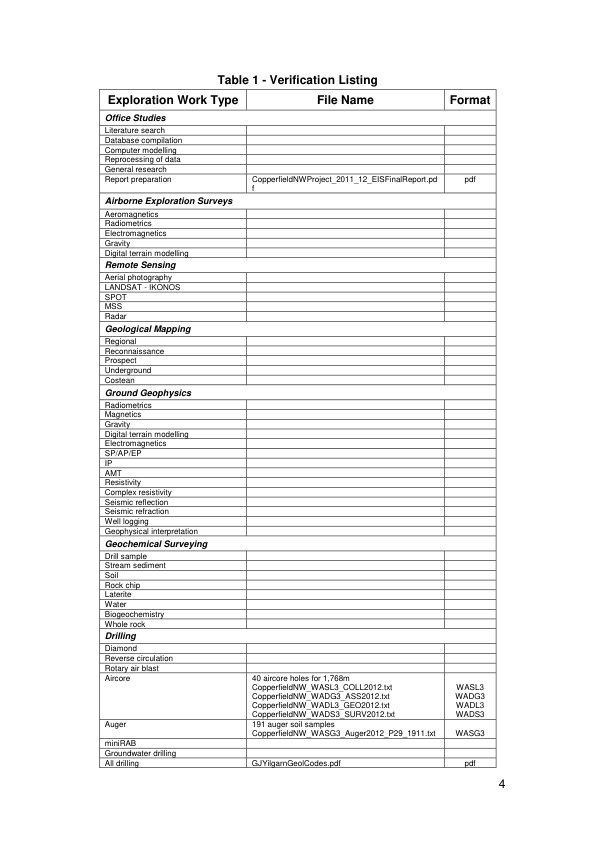 Table 1 - Verification Listing
Exploration Work Type File Name Format
Office Studies
Literature search
Database compilation
Computer modelling
Reprocessing of data
General research
Report preparation CopperfieldNWProject_2011_12_EISFinalReport.pd pdf
f
Airborne Exploration Surveys
Aeromagnetics
Radiometrics
Electromagnetics
Gravity
Digital terrain modelling
Remote Sensing
Aerial photography
LANDSAT - IKONOS
SPOT
MSS
Radar
Geological Mapping
Regional
Reconnaissance
Prospect
Underground
Costean
Ground Geophysics
Radiometrics
Magnetics
Gravity
Digital terrain modelling
Electromagnetics
SP/AP/EP
IP
AMT
Resistivity
Complex resistivity
Seismic reflection
Seismic refraction
Well logging
Geophysical interpretation
Geochemical Surveying
Drill sample
Stream sediment
Soil
Rock chip
Laterite
Water
Biogeochemistry
Whole rock
Drilling
Diamond
Reverse circulation
Rotary air blast
Aircore 40 aircore holes for 1,768m
CopperfieldNW_WASL3_COLL2012.txt WASL3
CopperfieldNW_WADG3_ASS2012.txt WADG3
CopperfieldNW_WADL3_GEO2012.txt WADL3
CopperfieldNW_WADS3_SURV2012.txt WADS3
Auger 191 auger soil samples
CopperfieldNW_WASG3_Auger2012_P29_1911.txt WASG3
miniRAB
Groundwater drilling
All drilling GJYilgarnGeolCodes.pdf pdf
4